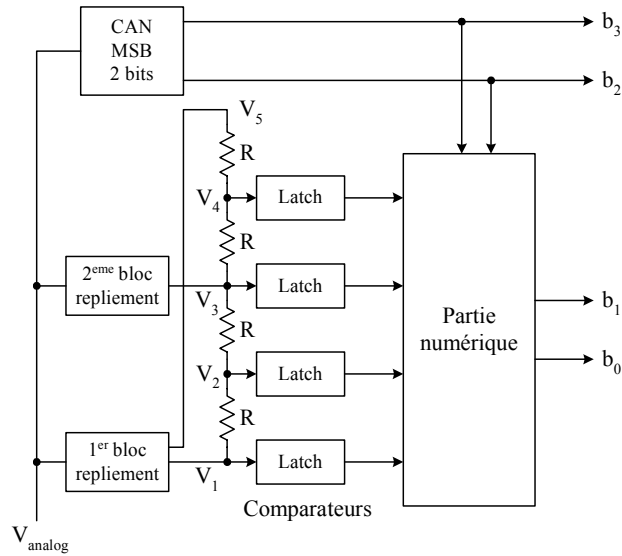 CAN
MSB
2 bits
b3
b2
V5
R
V4
Latch
R
2eme bloc
repliement
V3
Latch
R
V2
Latch
R
1er bloc
repliement
V1
Latch
Comparateurs
Partie
numérique
b1
b0
Vanalog